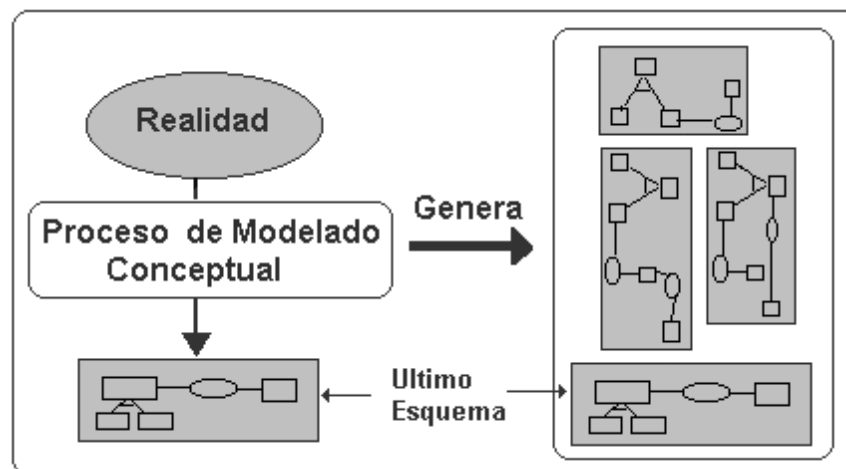 Realidad
Proceso de Modelado
Conceptual
Genera
Ultimo
Esquema